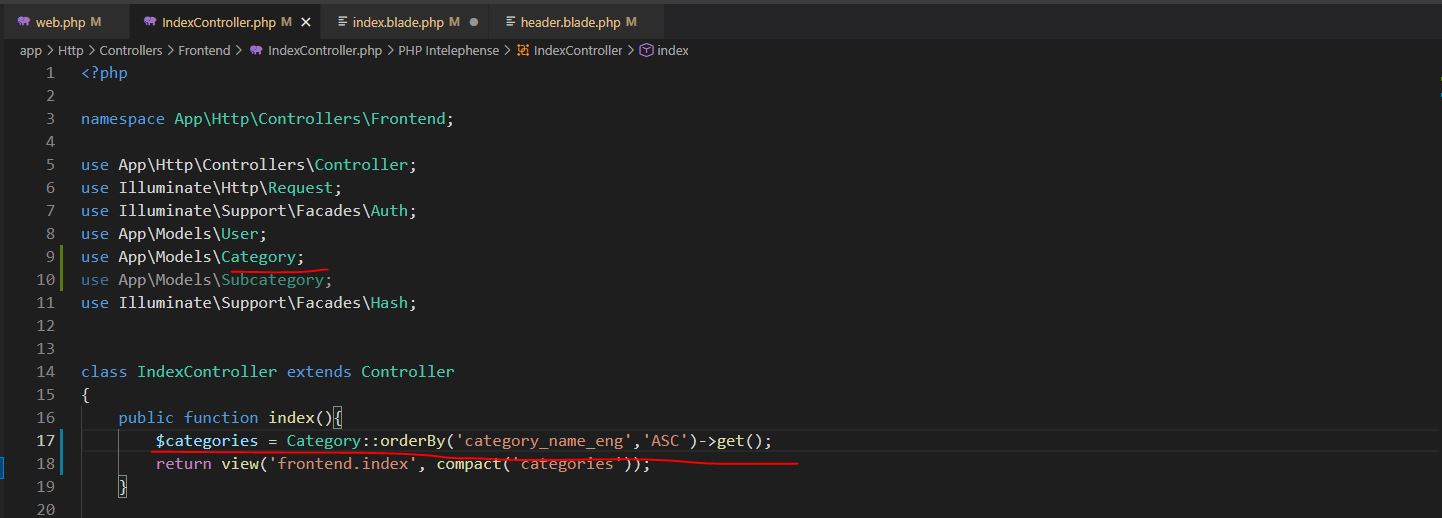 web.php M
IndexController.php M
index.blade.php M
header.blade.php M
app > Http > Controllers > Frontend > IndexController.php > PHP Intelephense > IndexController > index
1 <?php
2
3 namespace App\Http\Controllers\Frontend;
4
5 use App\Http\Controllers\Controller;
6 use Illuminate\Http\Request;
7 use Illuminate\Support\Facades\Auth;
8 use App\Models\User;
9 use App\Models\Category;
10 use App\Models\Subcategory;
11 use Illuminate\Support\Facades\Hash;
12
13
14 class IndexController extends Controller
15 {
16 public function index(){
17 $categories = Category::orderBy('category_name_eng','ASC')->get();
18 return view('frontend.index', compact('categories'));
19 }
20